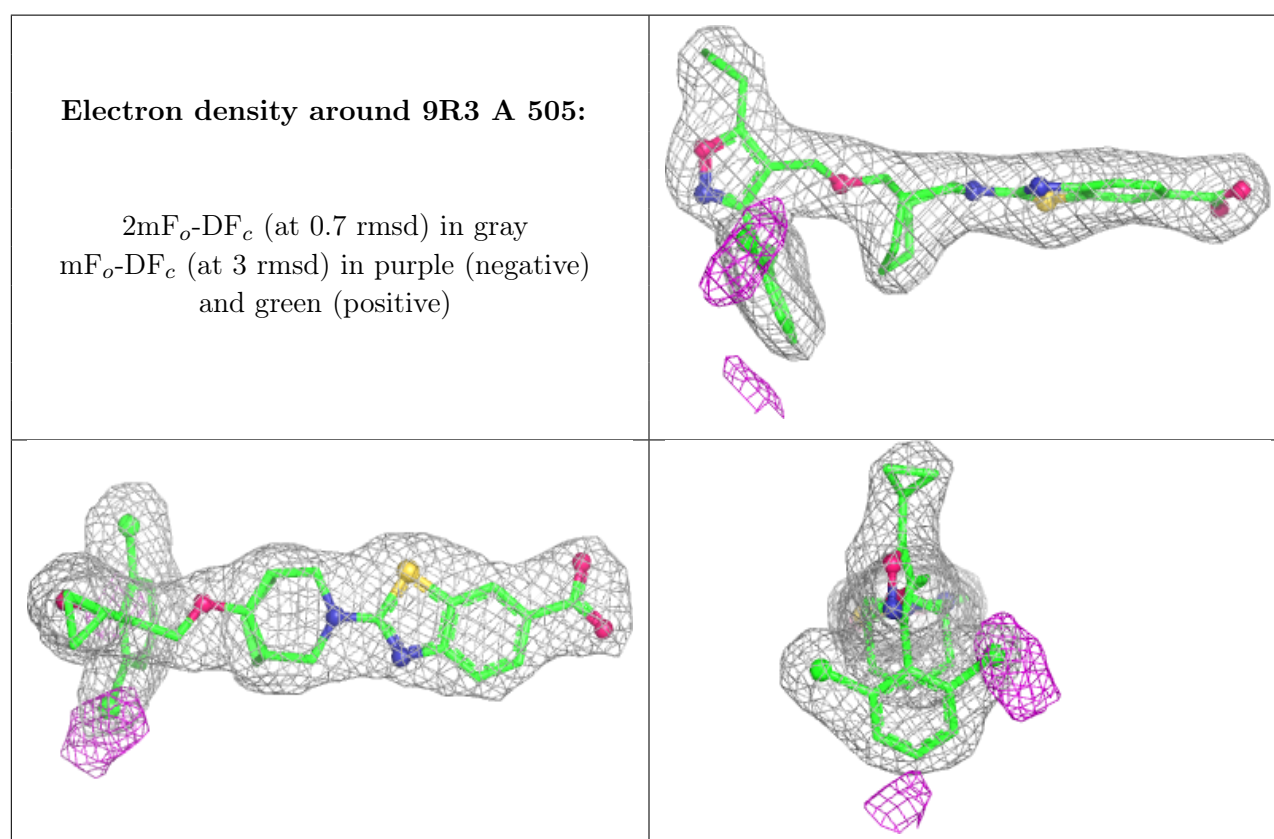 Electron density around 9R3 A 505:
2mFo-DFc (at 0.7 rmsd) in gray
mFo-DFc (at 3 rmsd) in purple (negative)
and green (positive)